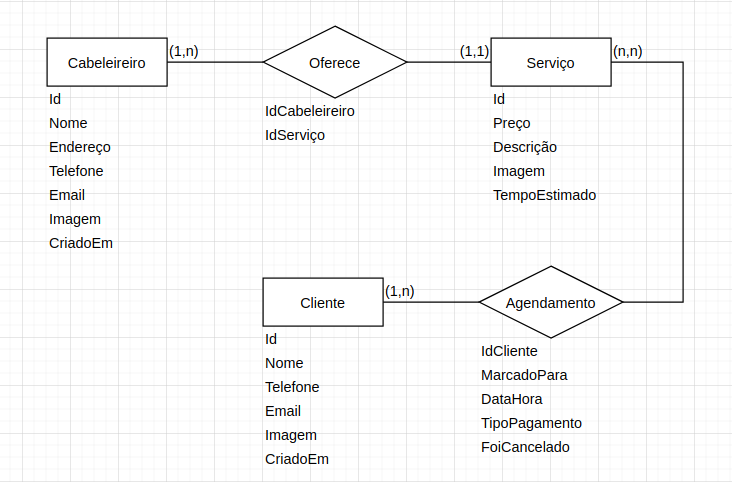 Cabeleireiro
(1,n)
Oferece
(1,1)
Serviço
(n,n)
Id
Nome
Endereço
Telefone
Email
Imagem
CriadoEm
IdCabeleireiro
IdServiço
Id
Preço
Descrição
Imagem
TempoEstimado
Cliente
(1,n)
Agendamento
Id
Nome
Telefone
Email
Imagem
CriadoEm
IdCliente
MarcadoPara
DataHora
TipoPagamento
FoiCancelado